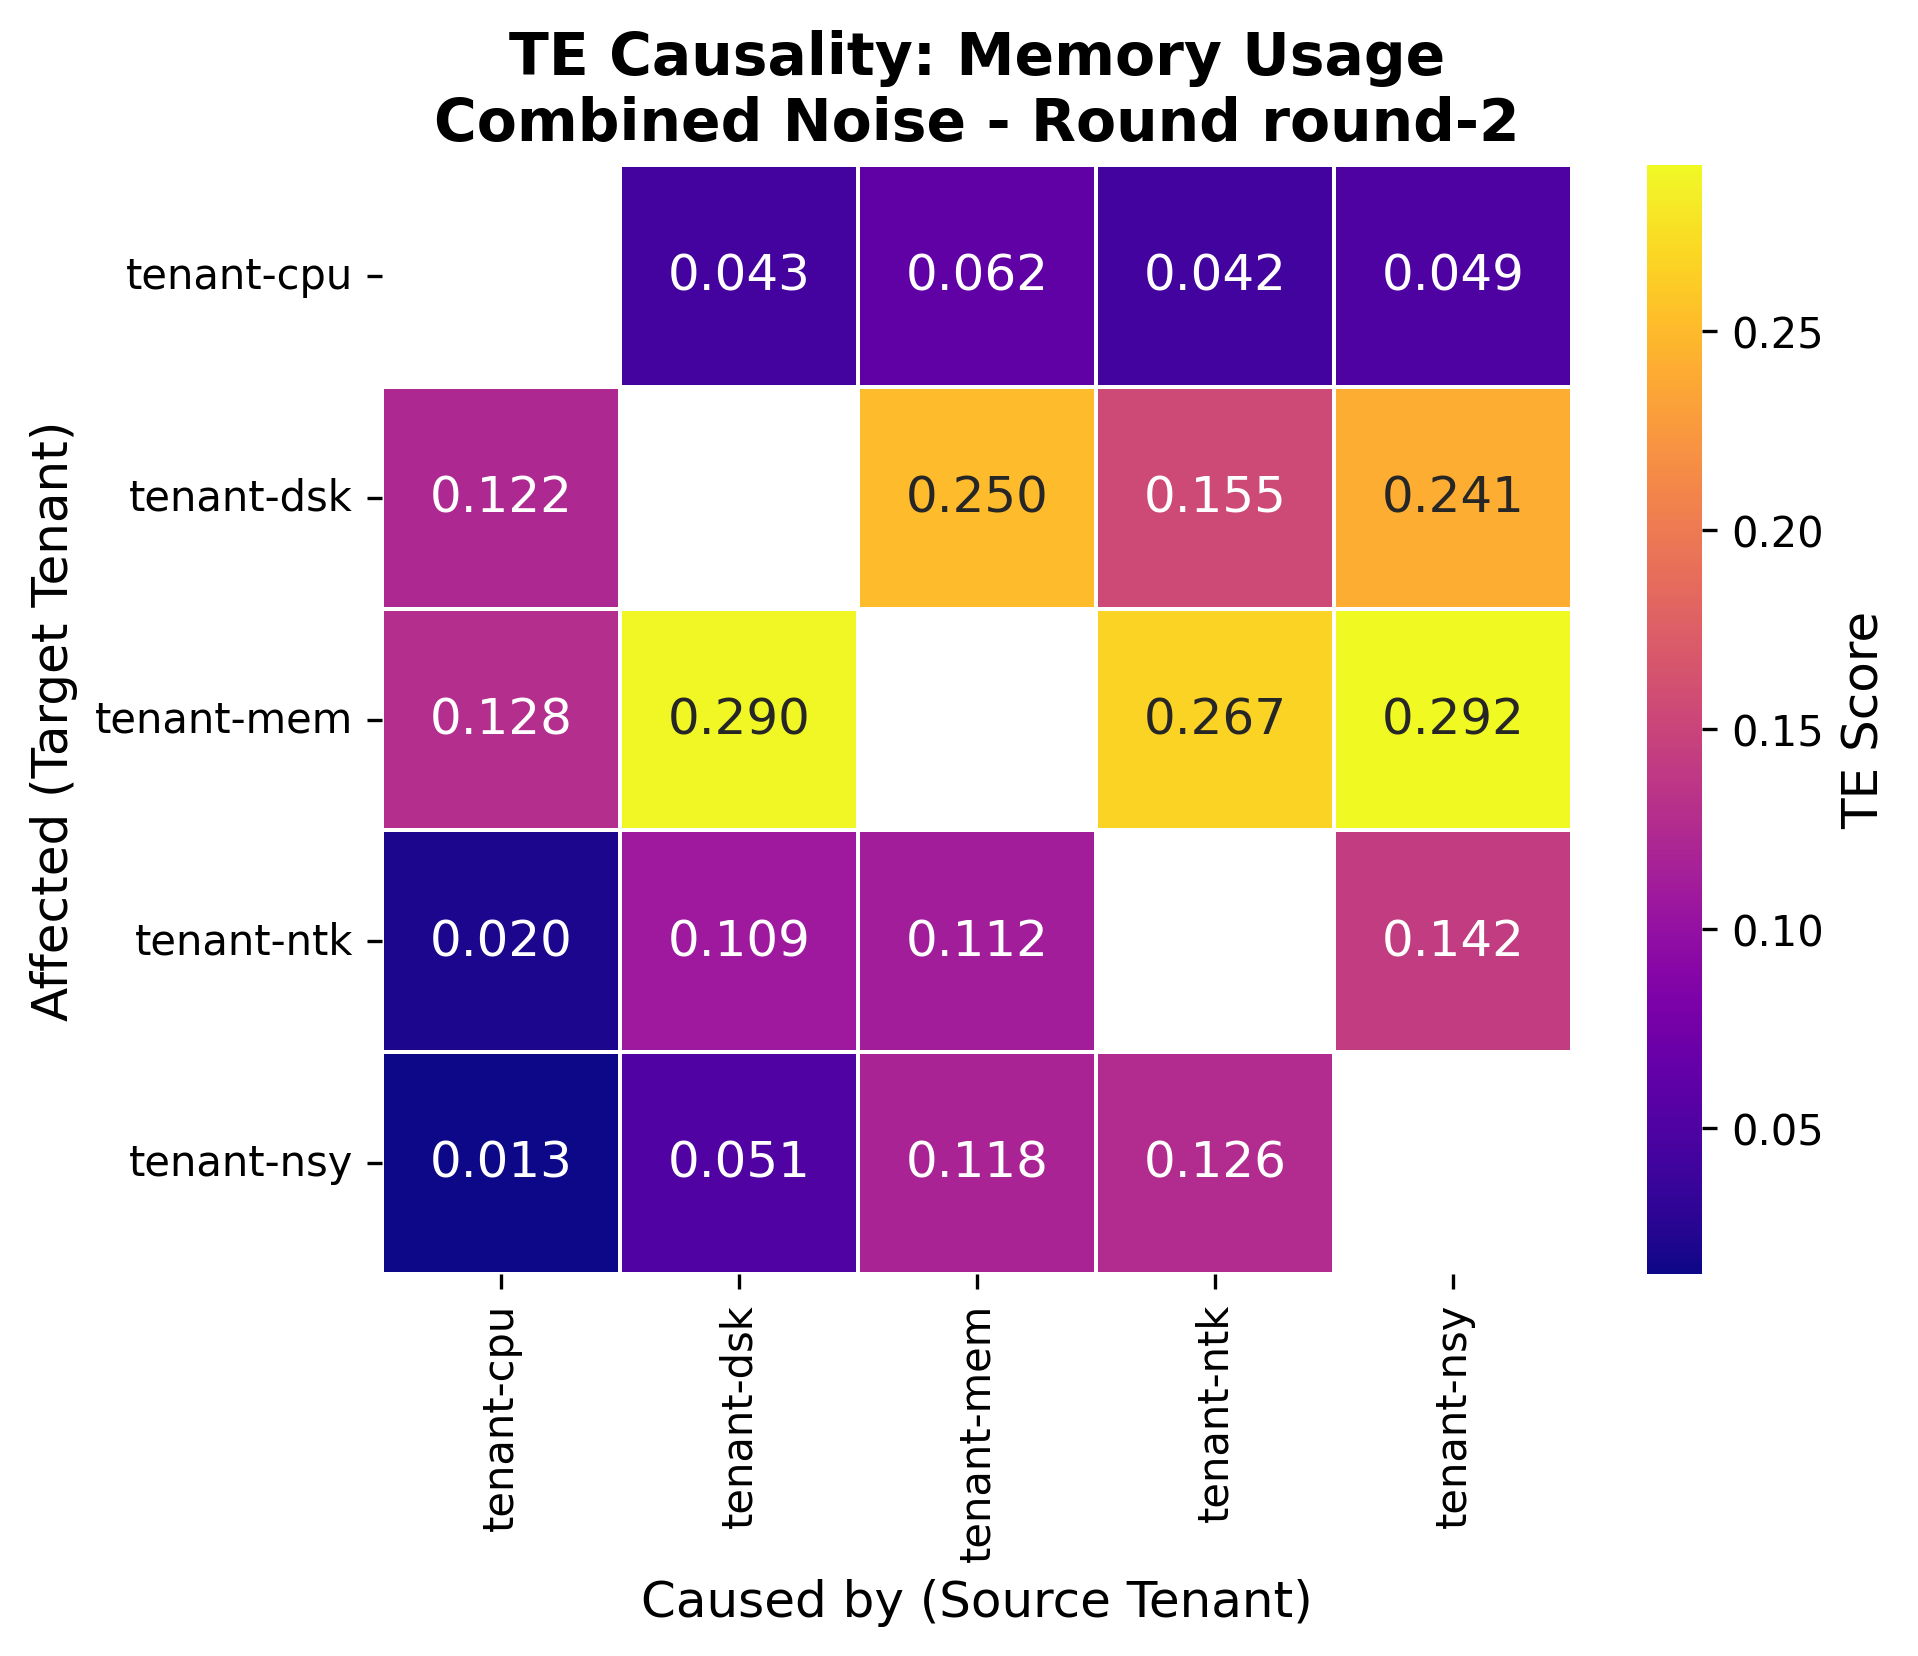 TE Causality: Memory Usage
Combined Noise - Round round-2
tenant-cpu
0.043 0.062 0.042 0.049
tenant-dsk
0.122 0.250 0.155 0.241
tenant-mem
0.128 0.290 0.267 0.292
tenant-ntk
0.020 0.109 0.112 0.142
tenant-nsy
0.013 0.051 0.118 0.126
Affected (Target Tenant)
tenant-cpu
tenant-dsk
tenant-mem
tenant-ntk
tenant-nsy
Caused by (Source Tenant)
0.25
0.20
0.15
0.10
0.05
TE Score